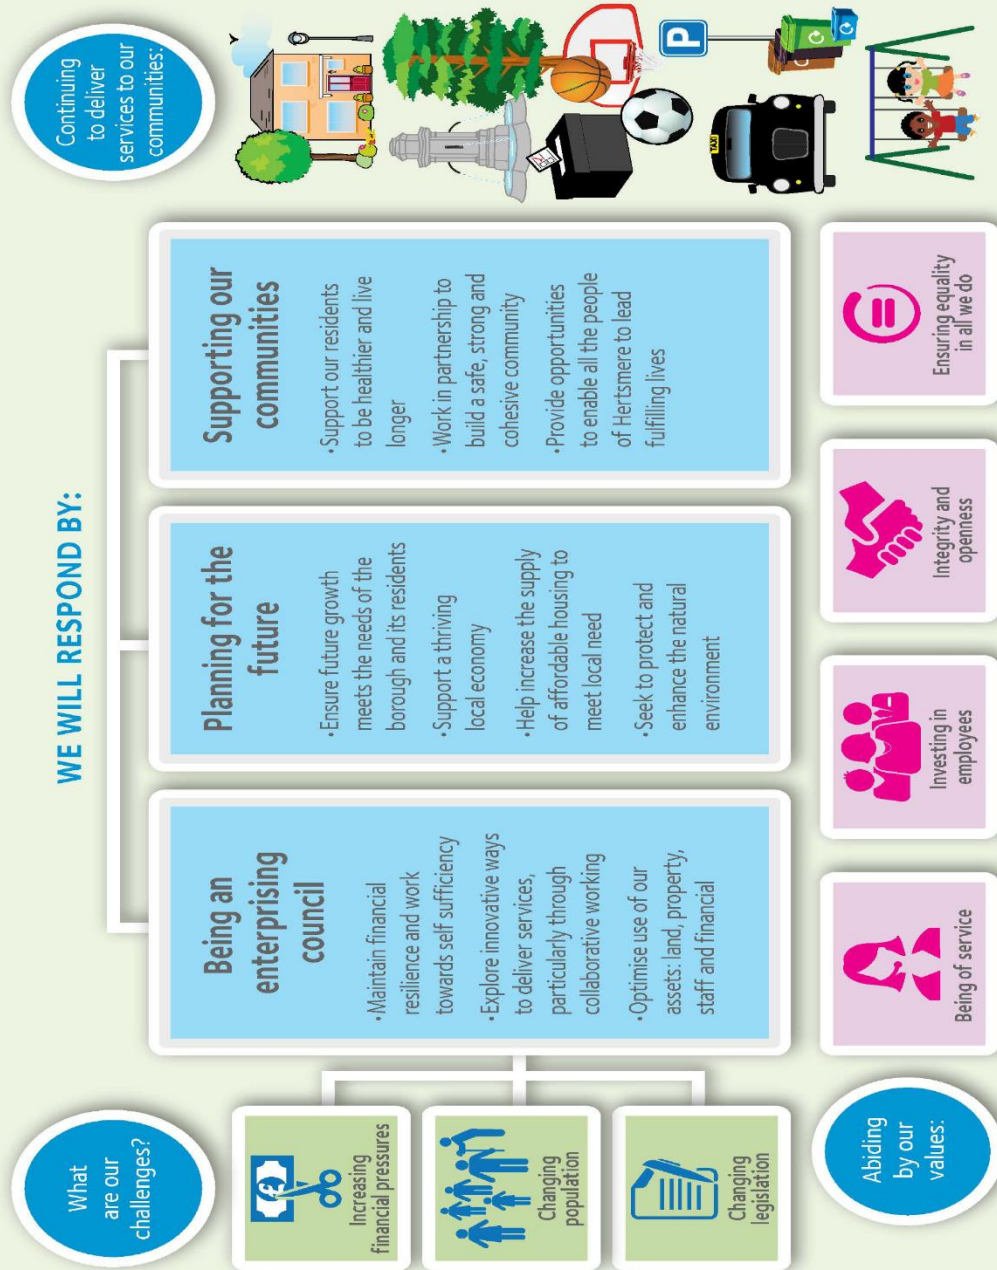 What
are our
challenges?
Increasing
financial pressures
Changing
population
Changing
legislation
WE WILL RESPOND BY:
Being an
enterprising
council
•Maintain financial
resilience and work
towards self sufficiency
•Explore innovative ways
to deliver services,
particularly through
collaborative working
•Optimise use of our
assets: land, property,
staff and financial
Planning for the
future
•Ensure future growth
meets the needs of the
borough and its residents
•Support a thriving
local economy
•Help increase the supply
of affordable housing to
meet local need
•Seek to protect and
enhance the natural
environment
Supporting our
communities
•Support our residents
to be healthier and live
longer
•Work in partnership to
build a safe, strong and
cohesive community
•Provide opportunities
to enable all the people
of Hertsmere to lead
fulfilling lives
Continuing
to deliver
services to our
communities:
P
TAXI
Abiding
by our
values:
Being of service
Investing in
employees
Integrity and
openness
Ensuring equality
in all we do